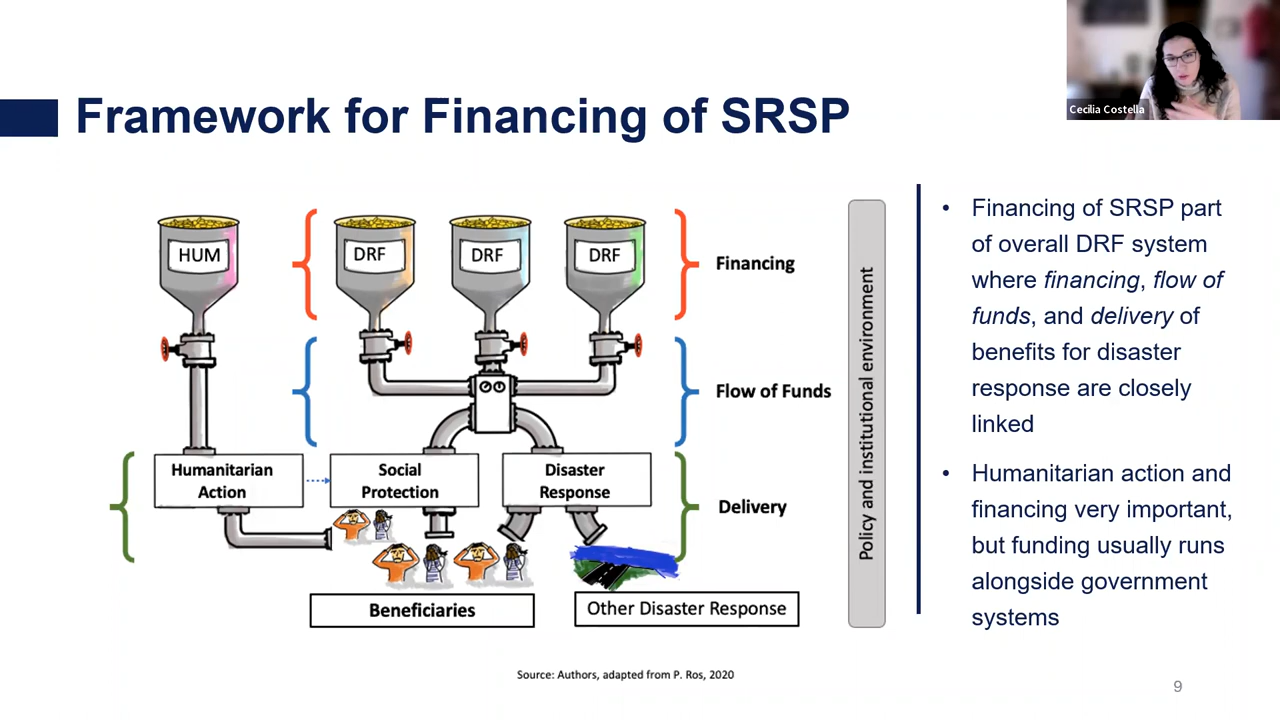 Cecilia Costella
Framework for Financing of SRSP
HUM
DRF
DRF
DRF
Financing
Flow of Funds
Humanitarian
Action
Social
Protection
Disaster
Response
Delivery
Beneficiaries
Other Disaster Response
Policy and institutional environment
• Financing of SRSP part
of overall DRF system
where financing, flow of
funds, and delivery of
benefits for disaster
response are closely
linked
• Humanitarian action and
financing very important,
but funding usually runs
alongside government
systems
Source: Authors, adapted from P. Ros, 2020
9